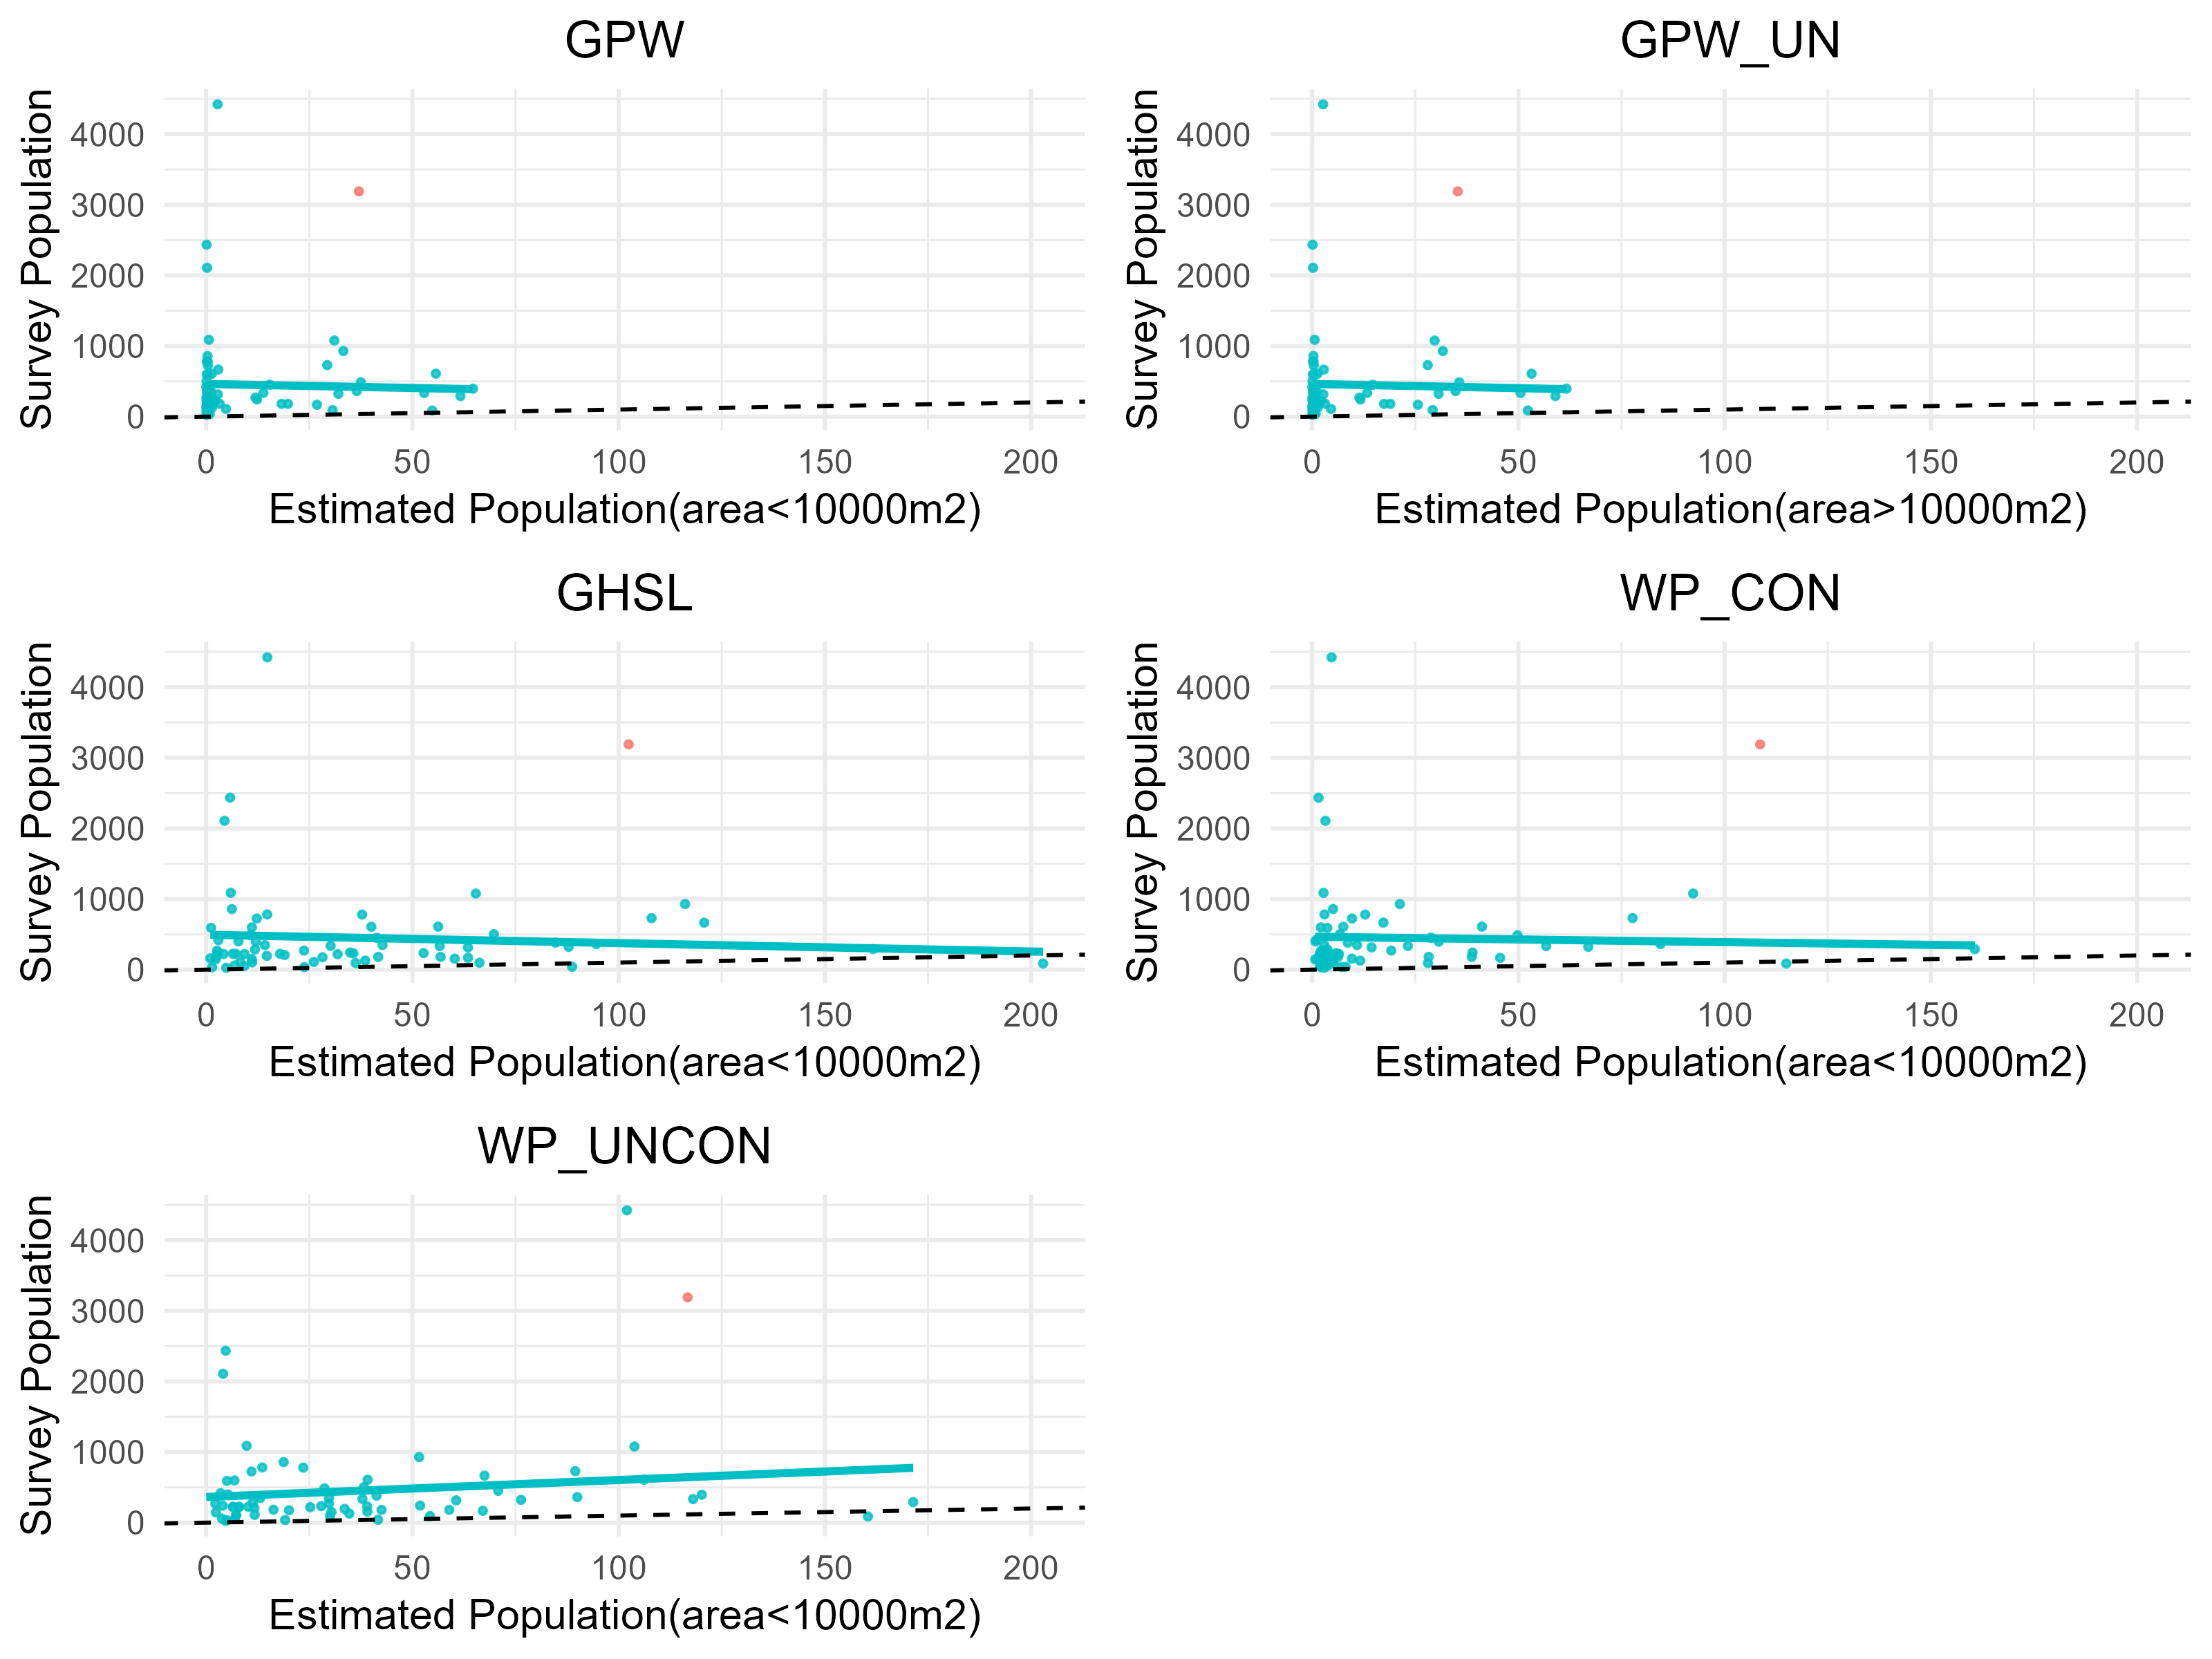 GPW
GPW_UN
Survey Population
4000
3000
2000
1000
0
0 50 100 150 200
Estimated Population(area<10000m2)
Survey Population
4000
3000
2000
1000
0
0 50 100 150 200
Estimated Population(area>10000m2)
GHSL
WP_CON
Survey Population
4000
3000
2000
1000
0
0 50 100 150 200
Estimated Population(area<10000m2)
Survey Population
4000
3000
2000
1000
0
0 50 100 150 200
Estimated Population(area<10000m2)
WP_UNCON
Survey Population
4000
3000
2000
1000
0
0 50 100 150 200
Estimated Population(area<10000m2)